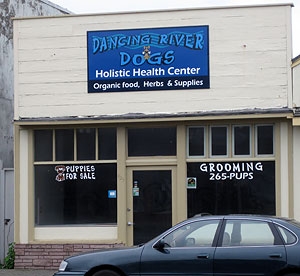 DANCING RIVER
DOGS
Holistic Health Center
Organic food, Herbs & Supplies
PUPPIES
FOR SALE
GROOMING
265-PUPS